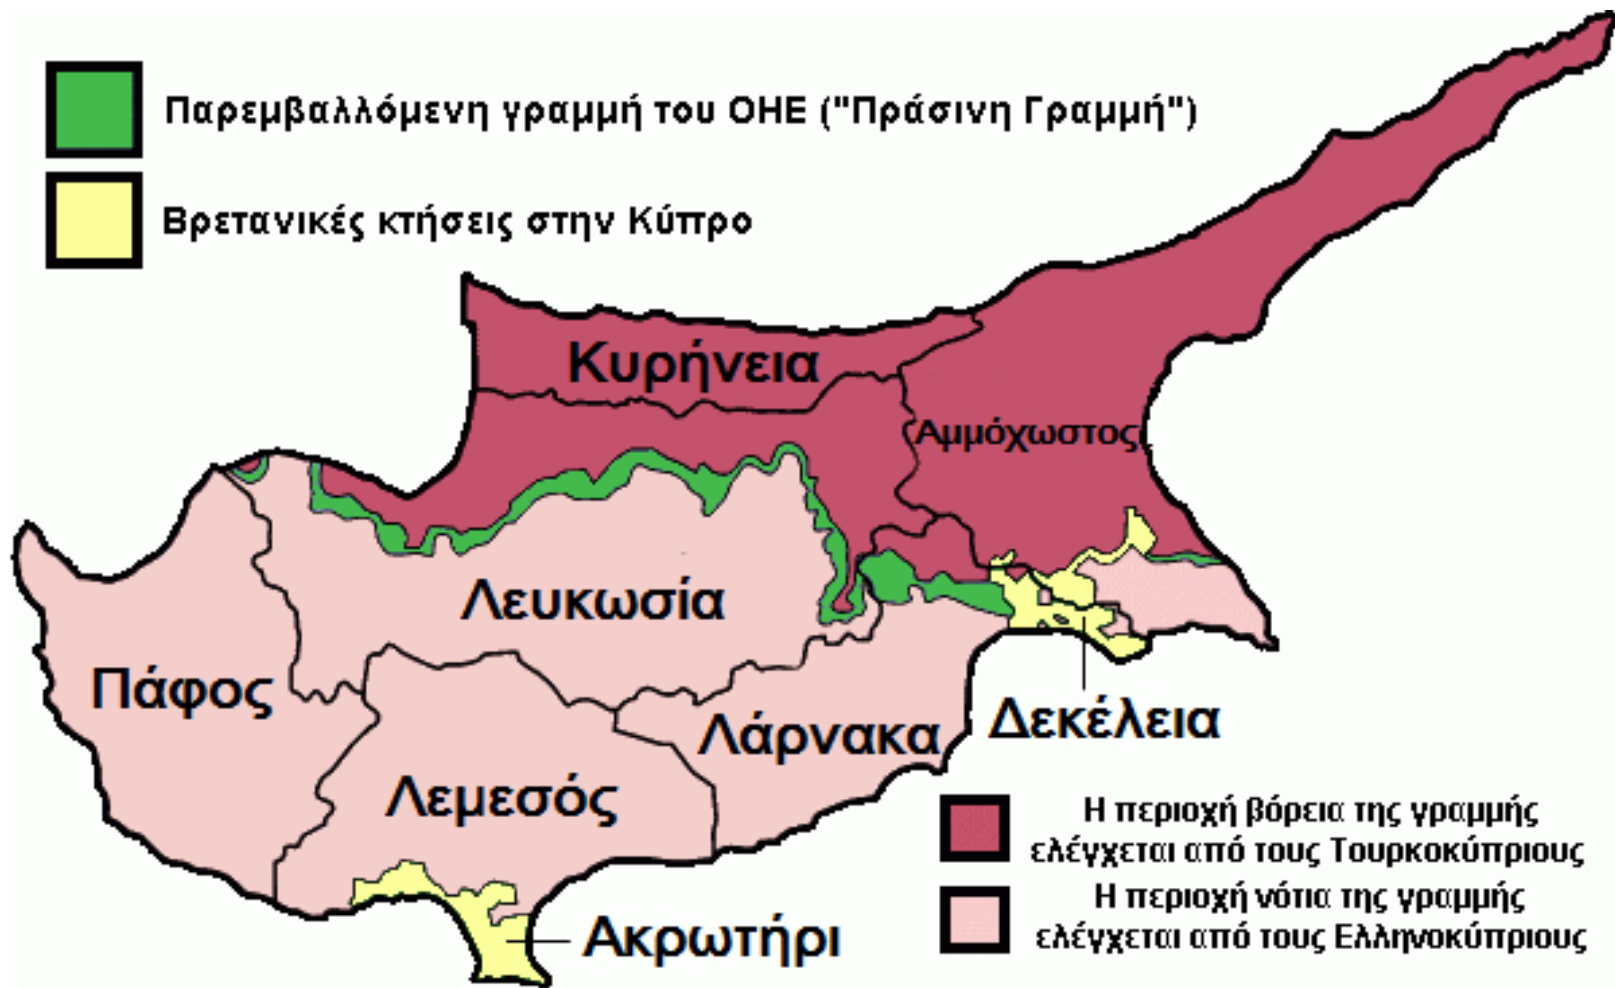 Παρεμβαλλόμενη γραμμή του ΟΗΕ ("Πράσινη Γραμμή")
Βρετανικές κτήσεις στην Κύπρο
Κυρήνεια
Αμμόχωστος
Λευκωσία
Πάφος
Δεκέλεια
Λάρνακα
Λεμεσός
Ακρωτήρι
Η περιοχή βόρεια της γραμμής
ελέγχεται από τους Τουρκοκύπριους
Η περιοχή νότια της γραμμής
ελέγχεται από τους Ελληνοκύπριους